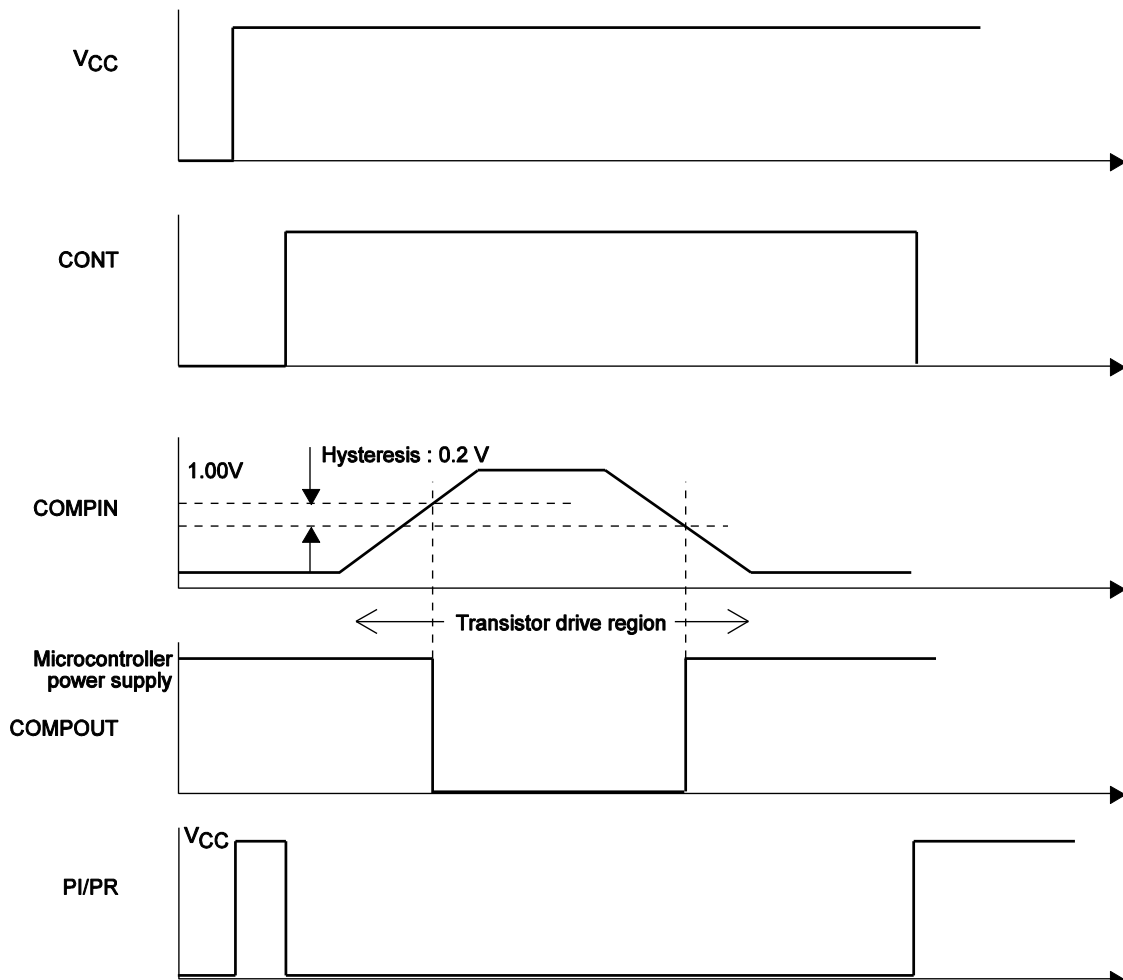 VCC
CONT
Hysteresis : 0.2 V
1.00V
COMPIN
Transistor drive region
Microcontroller
power supply
COMPOUT
VCC
PI/PR